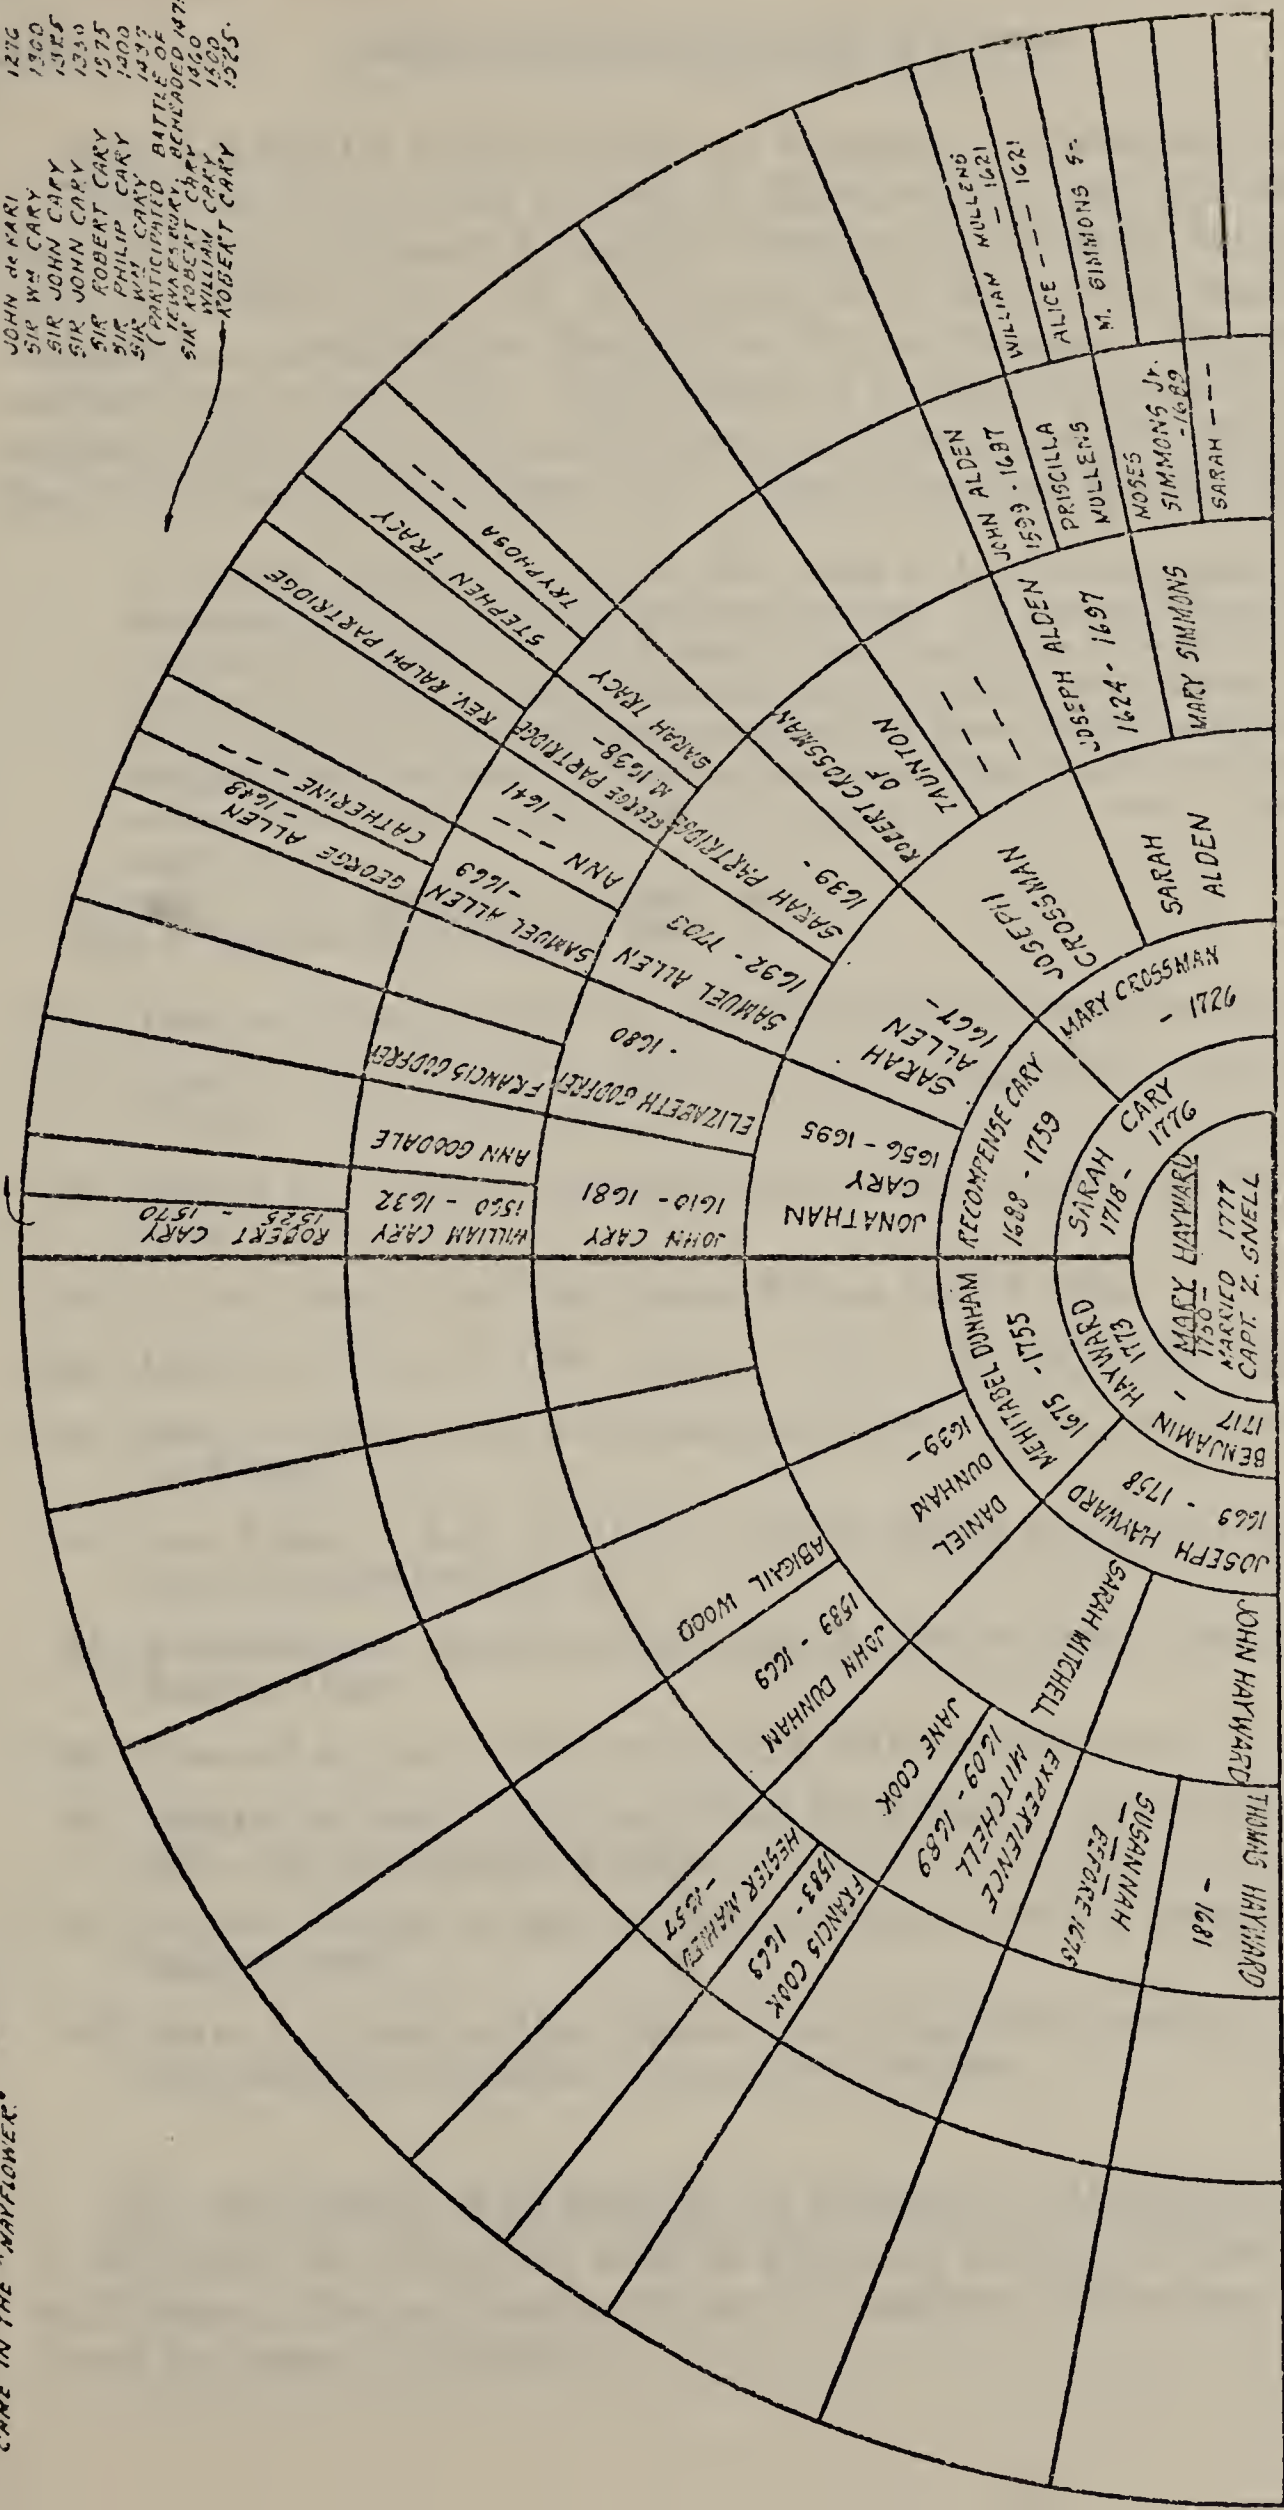 JOHN de KARI 1276
SIR Wm CARY 1300
SIR JOHN CARY 1325
SIR JOHN CARY 1350
SIR ROBERT CARY 1375
SIR PHILIP CARY 1400
SIR Wm CARY 1437
(PARTICIPATED BATTLE OF
TEWKESBURY, BEHEADED
SIR ROBERT CARY 1460
WILLIAM CARY 1500
ROBERT CARY 1525.
CAME IN THE "MAYFLOWER."
MARY HAYWARD
1750-
MARRIED 1777
CAPT. Z. SNELL
BENJAMIN HAYWARD
1717 - 1773
SARAH CARY
1718- 1776
JOSEPH HAYWARD
1669 - 1758
MEHITABEL DUNHAM
1675 - 1755
RECOMPENSE CARY
1688 - 1759
MARY CROSSMAN
- 1726
JOHN HAYWARD
SARAH MITCHELL
DANIEL
DUNHAM
1639-
JONATHAN
CARY
1656 - 1695
SARAH
ALLEN
1667-
JOSEPH
CROSSMAN
SARAH
ALDEN
THOMAS HAYWARD
- 1681
SUSANNAH
BEFORE 1675
EXPERIENCE
MITCHELL
1609 - 1689
JANE COOK
JOHN DUNHAM
1589 - 1669
ABIGAIL WOOD
JOHN CARY
1610 - 1681
ELIZABETH GODFREY
- 1680
SAMUEL ALLEN
1632 - 1703
SARAH PARTRIDGE
1639 -
ROBERT CROSSMAN
OF
TAUNTON
- - -
- - -
JOSEPH ALDEN
1624 - 1697
MARY SIMMONS
FRANCIS COOK
1583 - 1663
HESTER MAHIEU
WILLIAM CARY
1560 - 1632
ANN GOODALE
FRANCIS GODFREY
SAMUEL ALLEN
- 1669
ANN - - -
- 1641
GEORGE PARTRIDGE
M. 1638-
SARAH TRACY
JOHN ALDEN
1599 - 1687
PRISCILLA
MULLENS
MOSES
SIMMONS Jr.
- 1689
SARAH - - -
ROBERT CARY
1525 - 1570
GEORGE ALLEN
- 1648
CATHERINE - - -
REV. RALPH PARTRIDGE
STEPHEN TRACY
TRYPHOSA - - -
WILLIAM MULLENS
- 1621
ALICE - - - 1621
M. SIMMONS Sr.